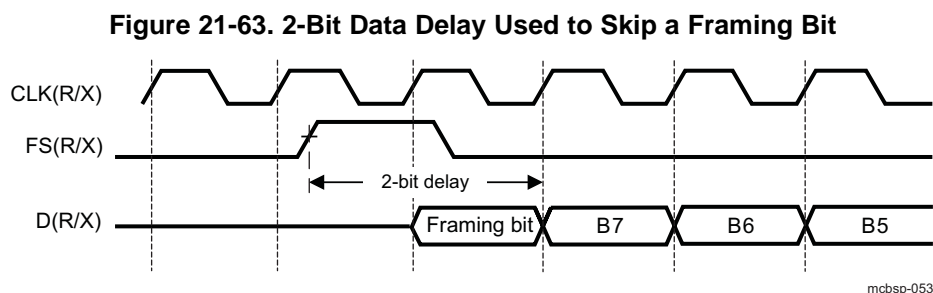 Figure 21-63. 2-Bit Data Delay Used to Skip a Framing Bit
CLK(R/X)
FS(R/X)
2-bit delay
D(R/X)
Framing bit B7 B6 B5
mcbsp-053